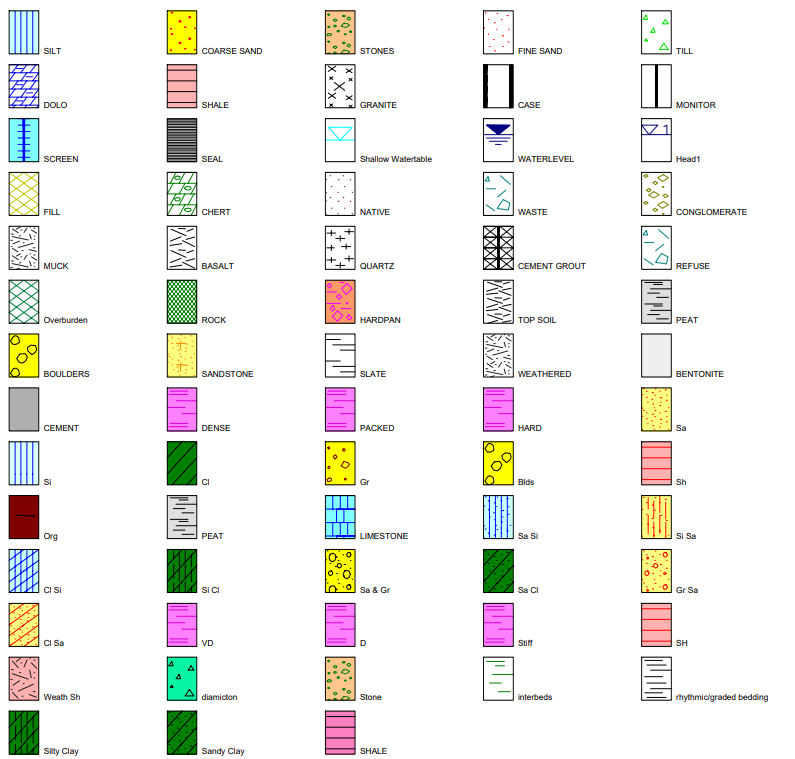 SILT COARSE SAND STONES FINE SAND TILL
DOLO SHALE GRANITE CASE MONITOR
SCREEN SEAL Shallow Watertable WATERLEVEL 1 Head1
FILL CHERT NATIVE WASTE CONGLOMERATE
MUCK BASALT QUARTZ CEMENT GROUT REFUSE
Overburden ROCK HARDPAN TOP SOIL PEAT
BOULDERS SANDSTONE SLATE WEATHERED BENTONITE
CEMENT DENSE PACKED HARD Sa
Si Cl Gr Blds Sh
Org PEAT LIMESTONE Sa Si Si Sa
Cl Si Si Cl Sa & Gr Sa Cl Gr Sa
Cl Sa VD D Stiff SH
Weath Sh diamicton Stone interbeds rhythmic/graded bedding
Silty Clay Sandy Clay SHALE